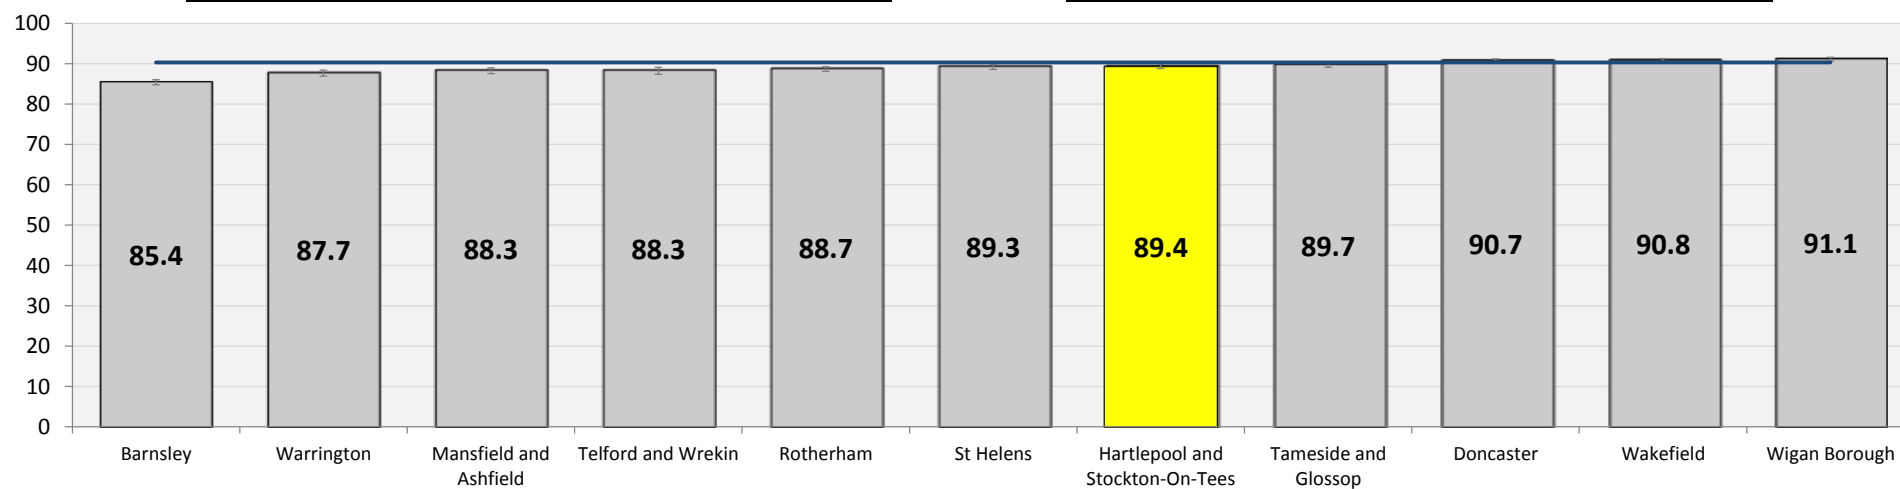 100
90
80
70
60
50
40
30
20
10
0
85.4
87.7
88.3
88.3
88.7
89.3
89.4
89.7
90.7
90.8
91.1
Barnsley
Warrington
Mansfield and
Ashfield
Telford and Wrekin
Rotherham
St Helens
Hartlepool and
Stockton-On-Tees
Tameside and
Glossop
Doncaster
Wakefield
Wigan Borough